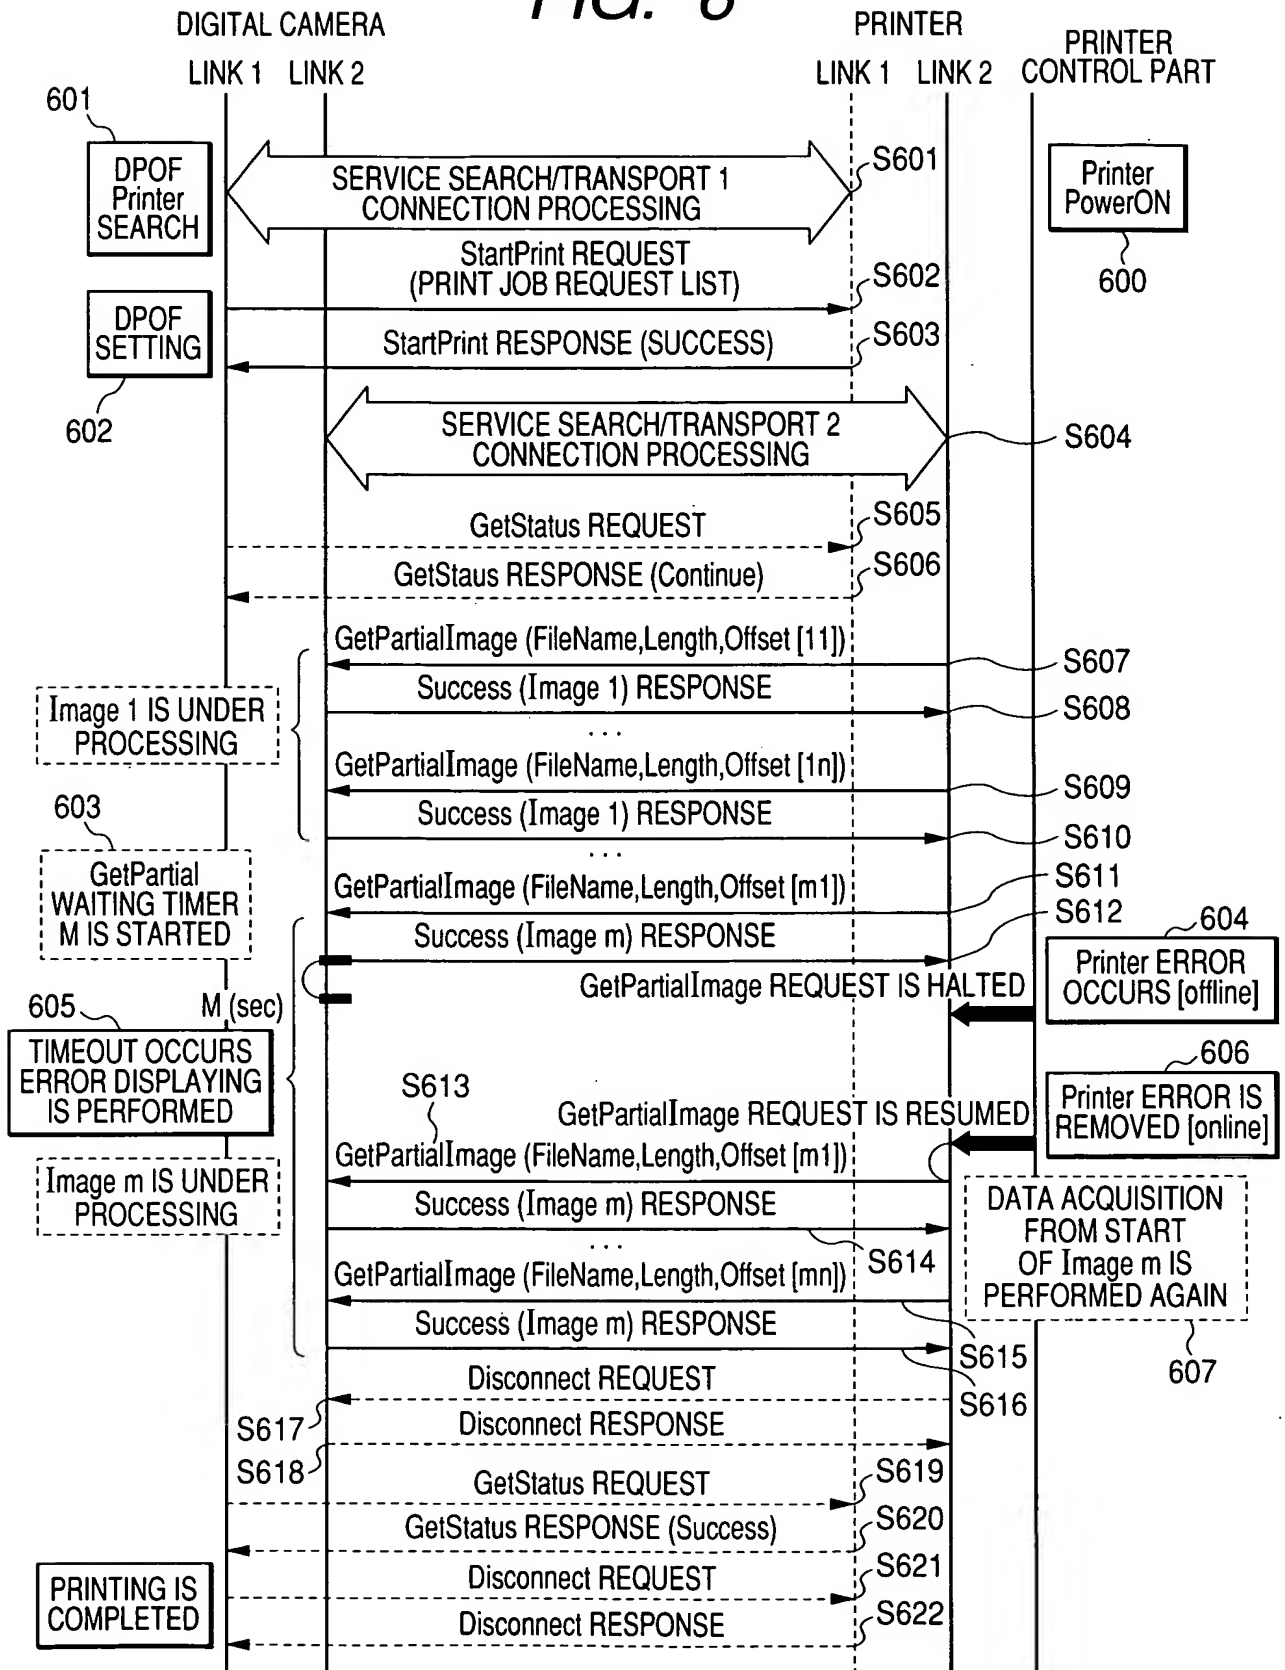 FIG. 6
DIGITAL CAMERA
PRINTER
PRINTER
CONTROL PART
LINK 1
LINK 2
LINK 1
LINK 2
601
DPOF
Printer
SEARCH
SERVICE SEARCH/TRANSPORT 1
CONNECTION PROCESSING
S601
Printer
PowerON
600
StartPrint REQUEST
(PRINT JOB REQUEST LIST)
S602
DPOF
SETTING
602
StartPrint RESPONSE (SUCCESS)
S603
SERVICE SEARCH/TRANSPORT 2
CONNECTION PROCESSING
S604
GetStatus REQUEST
S605
GetStaus RESPONSE (Continue)
S606
GetPartialImage (FileName,Length,Offset [11])
S607
Success (Image 1) RESPONSE
S608
Image 1 IS UNDER
PROCESSING
...
GetPartialImage (FileName,Length,Offset [1n])
S609
Success (Image 1) RESPONSE
S610
...
603
GetPartial
WAITING TIMER
M IS STARTED
GetPartialImage (FileName,Length,Offset [m1])
S611
Success (Image m) RESPONSE
S612
604
Printer ERROR
OCCURS [offline]
GetPartialImage REQUEST IS HALTED
M (sec)
605
TIMEOUT OCCURS
ERROR DISPLAYING
IS PERFORMED
606
Printer ERROR IS
REMOVED [online]
S613
GetPartialImage REQUEST IS RESUMED
GetPartialImage (FileName,Length,Offset [m1])
Image m IS UNDER
PROCESSING
Success (Image m) RESPONSE
S614
DATA ACQUISITION
FROM START
OF Image m IS
PERFORMED AGAIN
607
...
GetPartialImage (FileName,Length,Offset [mn])
S615
Success (Image m) RESPONSE
S616
Disconnect REQUEST
S617
Disconnect RESPONSE
S618
GetStatus REQUEST
S619
GetStatus RESPONSE (Success)
S620
Disconnect REQUEST
S621
PRINTING IS
COMPLETED
Disconnect RESPONSE
S622